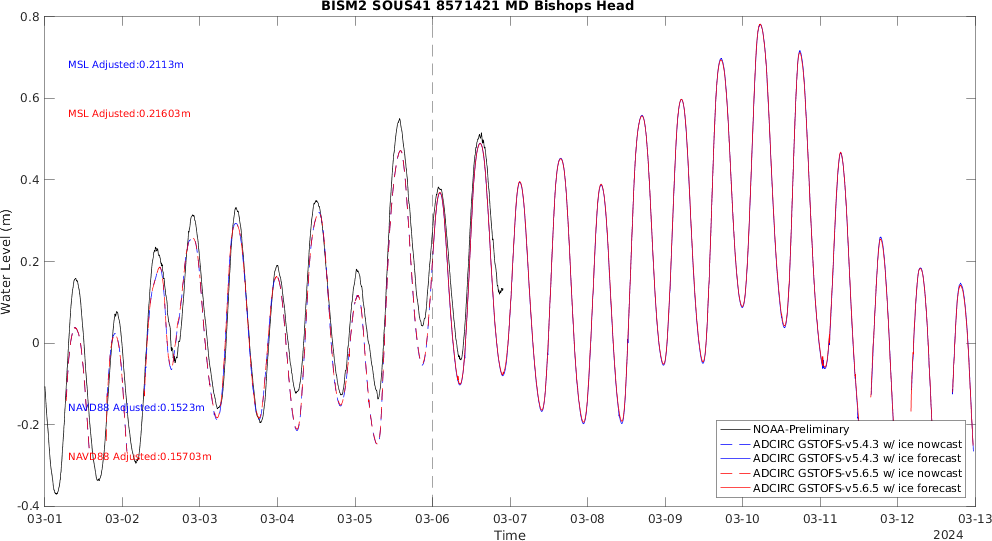 BISM2 SOUS41 8571421 MD Bishops Head
0.8
0.6
0.4
0.2
0
-0.2
-0.4
Water Level (m)
MSL Adjusted:0.2113m
MSL Adjusted:0.21603m
NAVD88 Adjusted:0.1523m
NAVD88 Adjusted:0.15703m
NOAA-Preliminary
ADCIRC GSTOFS-v5.4.3 w/ ice nowcast
ADCIRC GSTOFS-v5.4.3 w/ ice forecast
ADCIRC GSTOFS-v5.6.5 w/ ice nowcast
ADCIRC GSTOFS-v5.6.5 w/ ice forecast
03-01 03-02 03-03 03-04 03-05 03-06 03-07 03-08 03-09 03-10 03-11 03-12 03-13
Time
2024